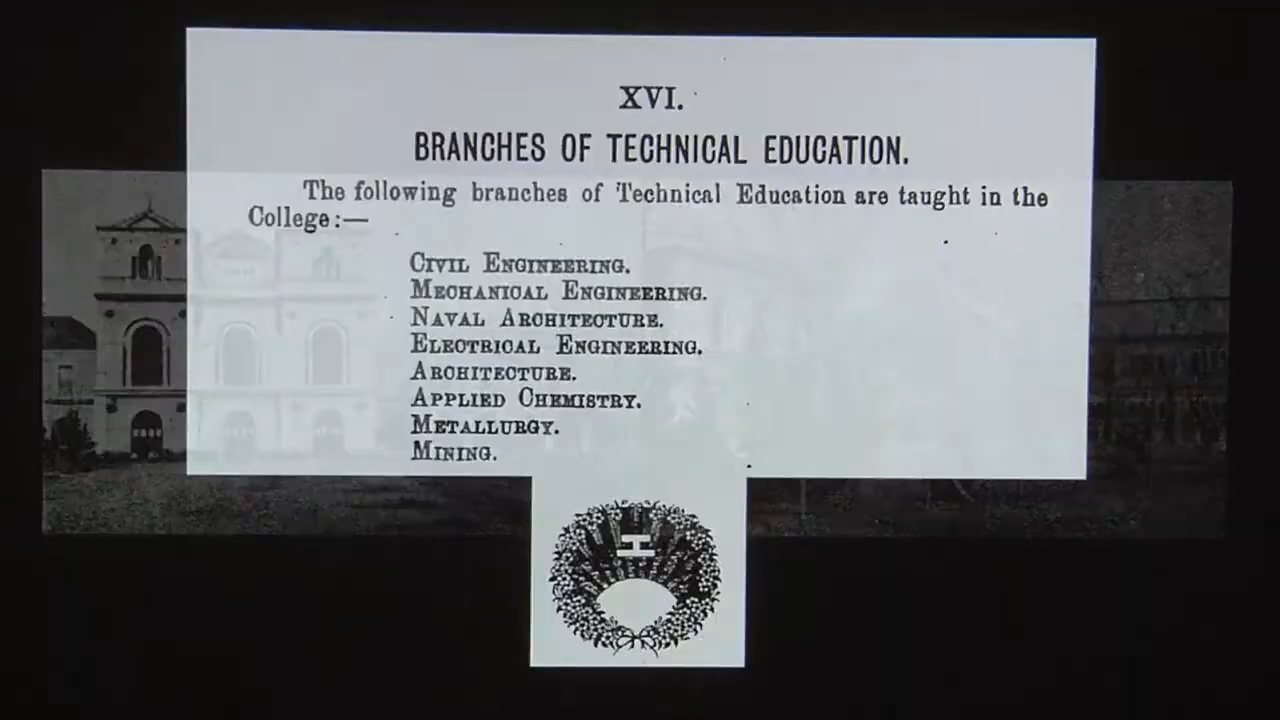 XVI.
BRANCHES OF TECHNICAL EDUCATION.
The following branches of Technical Education are taught in the
College:—
CIVIL ENGINEERING.
MECHANICAL ENGINEERING.
NAVAL ARCHITECTURE.
ELECTRICAL ENGINEERING.
ARCHITECTURE.
APPLIED CHEMISTRY.
METALLURGY.
MINING.
工